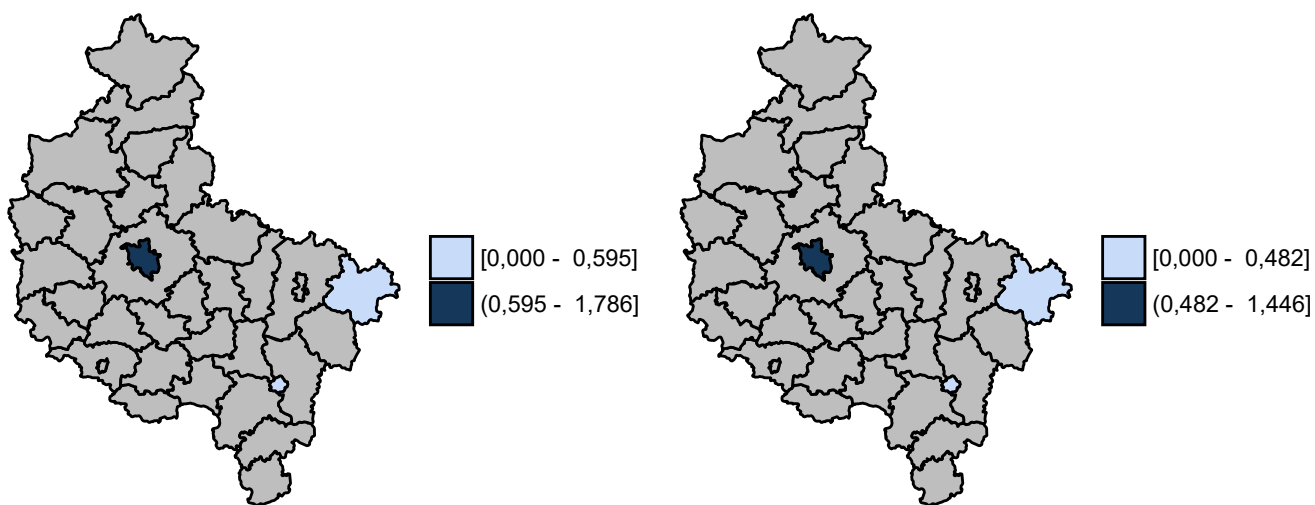 [0,000 - 0,595]
(0,595 - 1,786]
[0,000 - 0,482]
(0,482 - 1,446]